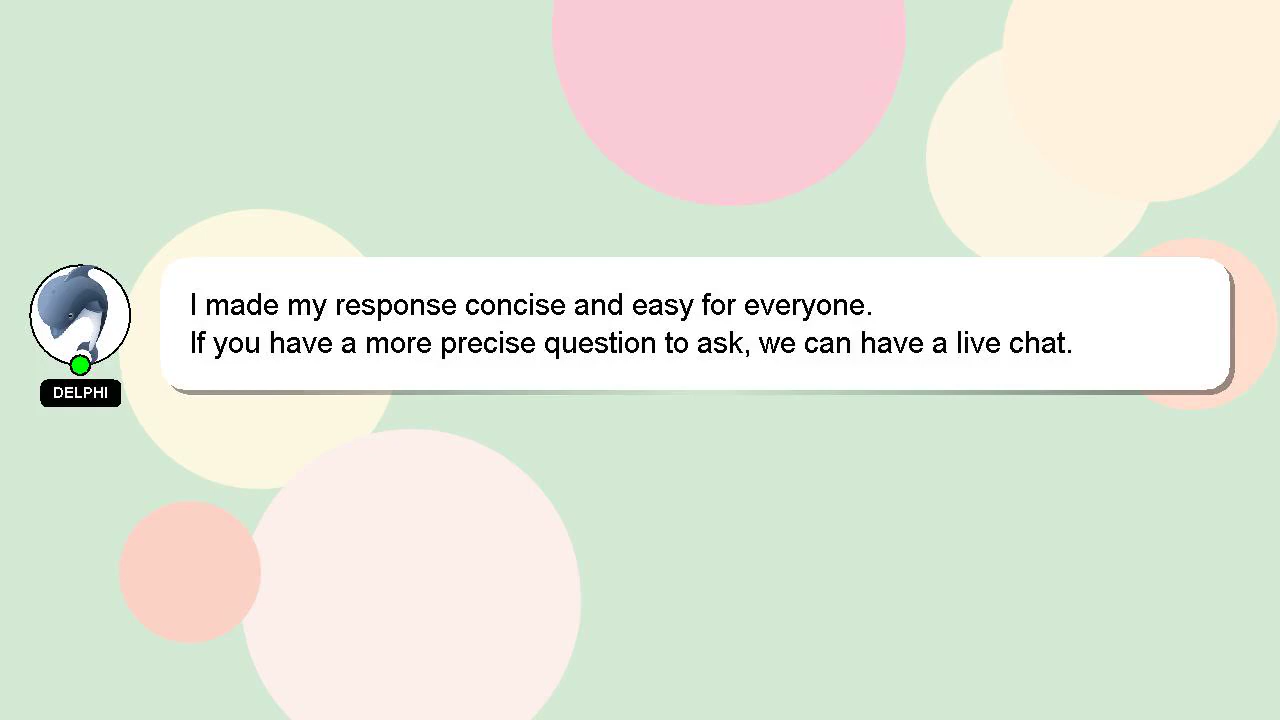 I made my response concise and easy for everyone.
If you have a more precise question to ask, we can have a live chat.
DELPHI